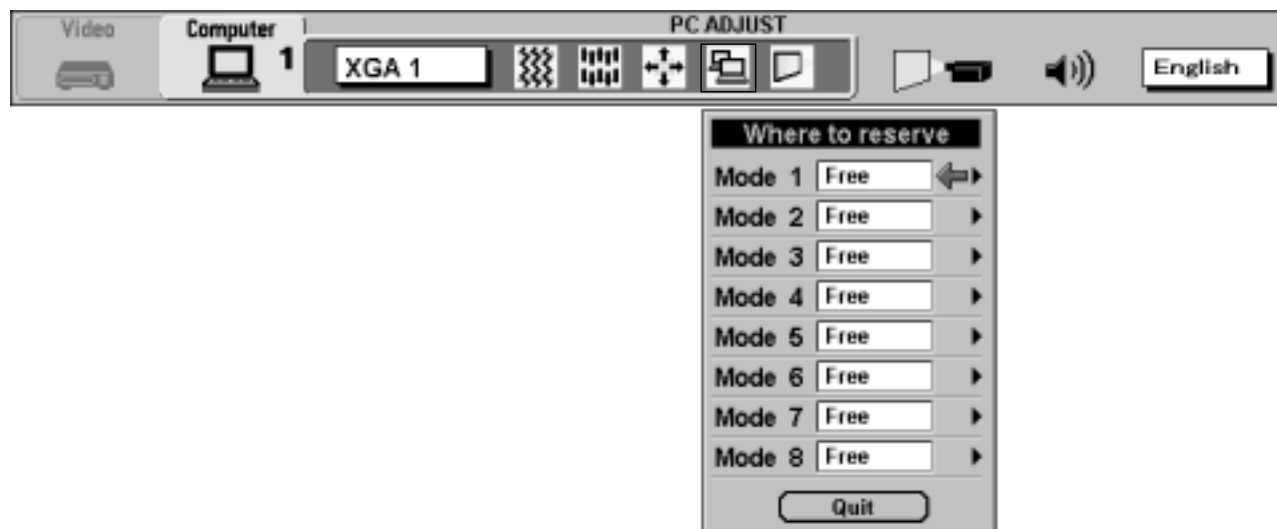 Video
Computer
PC ADJUST
1
XGA 1
English
Where to reserve
Mode 1 Free
Mode 2 Free
Mode 3 Free
Mode 4 Free
Mode 5 Free
Mode 6 Free
Mode 7 Free
Mode 8 Free
Quit